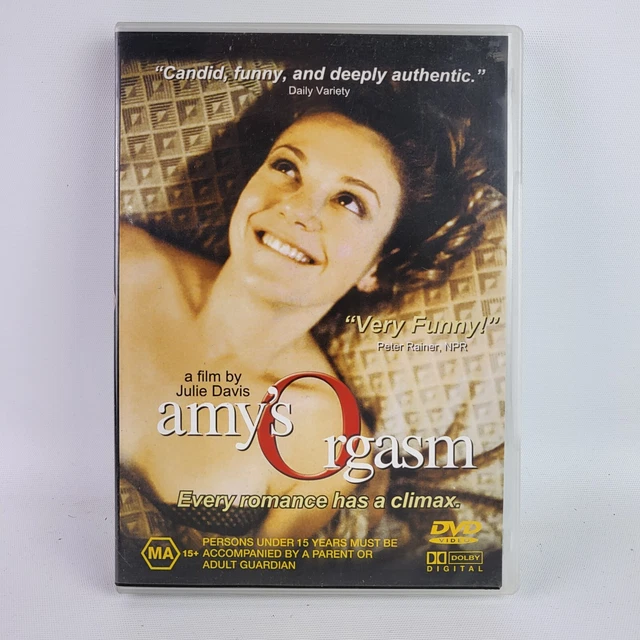 “Candid, funny, and deeply authentic.”
Daily Variety
“Very Funny!”
Peter Rainer, NPR
a film by
Julie Davis
amy's Orgasm
Every romance has a climax.
MA 15+
PERSONS UNDER 15 YEARS MUST BE
ACCOMPANIED BY A PARENT OR
ADULT GUARDIAN
DVD
VIDEO
DOLBY
DIGITAL